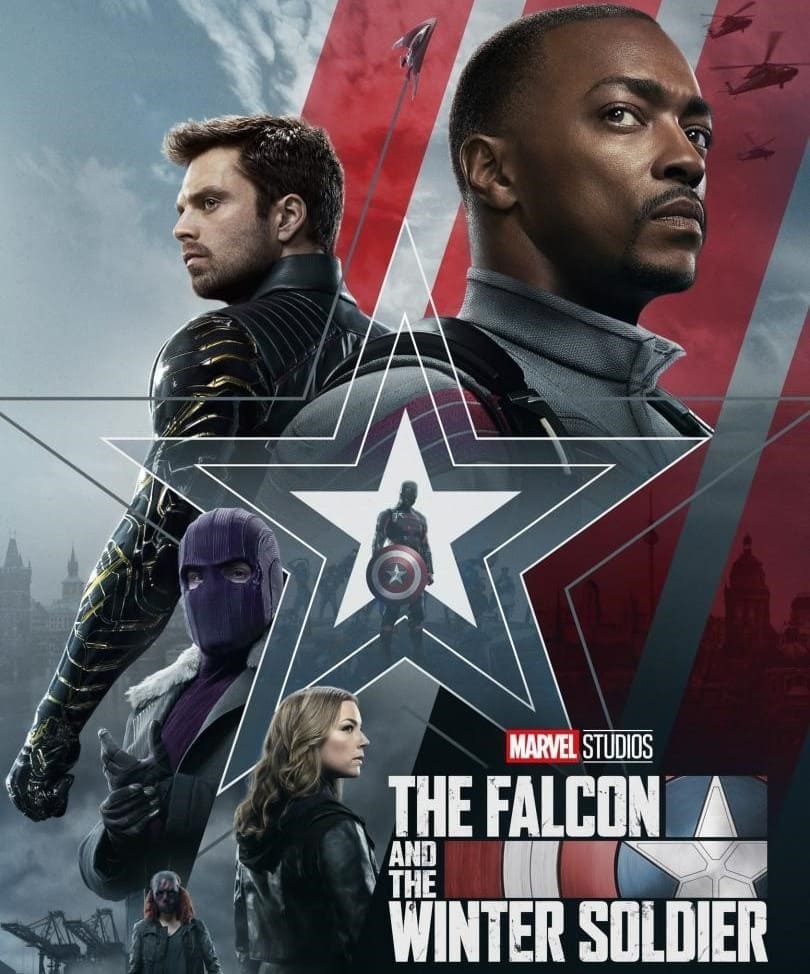 MARVEL STUDIOS
THE FALCON
AND
THE
WINTER SOLDIER